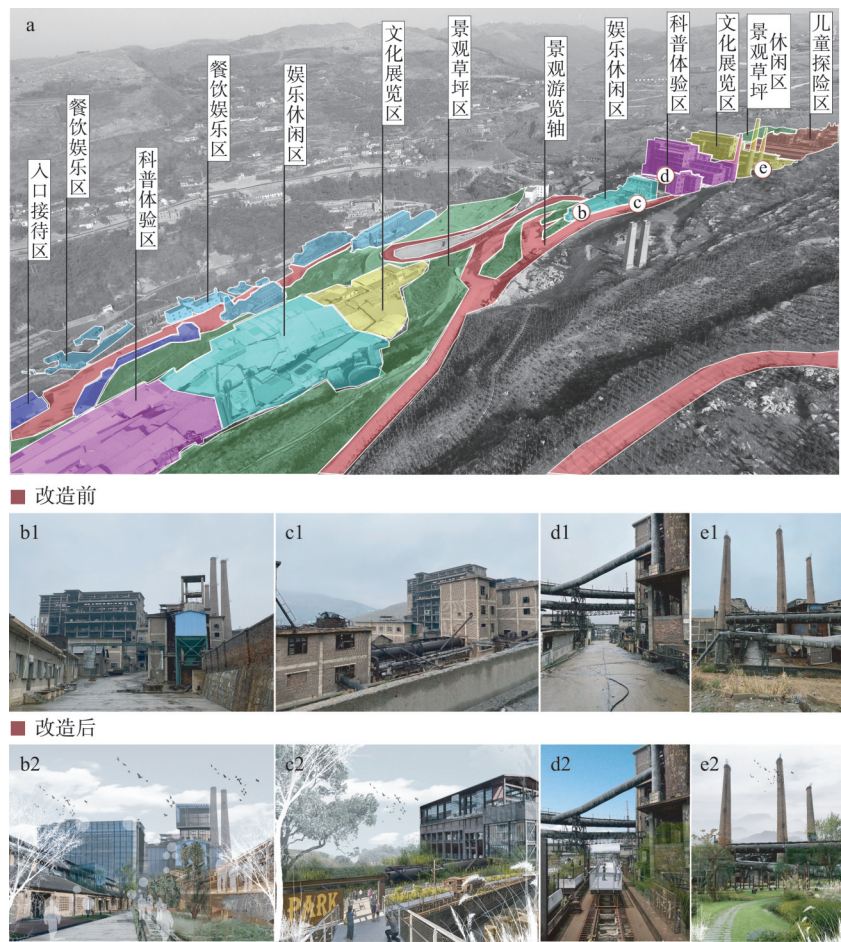 a
入口接待区
餐饮娱乐区
科普体验区
餐饮娱乐区
娱乐休闲区
文化展览区
景观草坪区
景观游览轴
娱乐休闲区
科普体验区
文化展览区
景观草坪
休闲区
儿童探险区
b
c
d
e
改造前
b1
c1
d1
e1
改造后
b2
c2
d2
e2
PARK